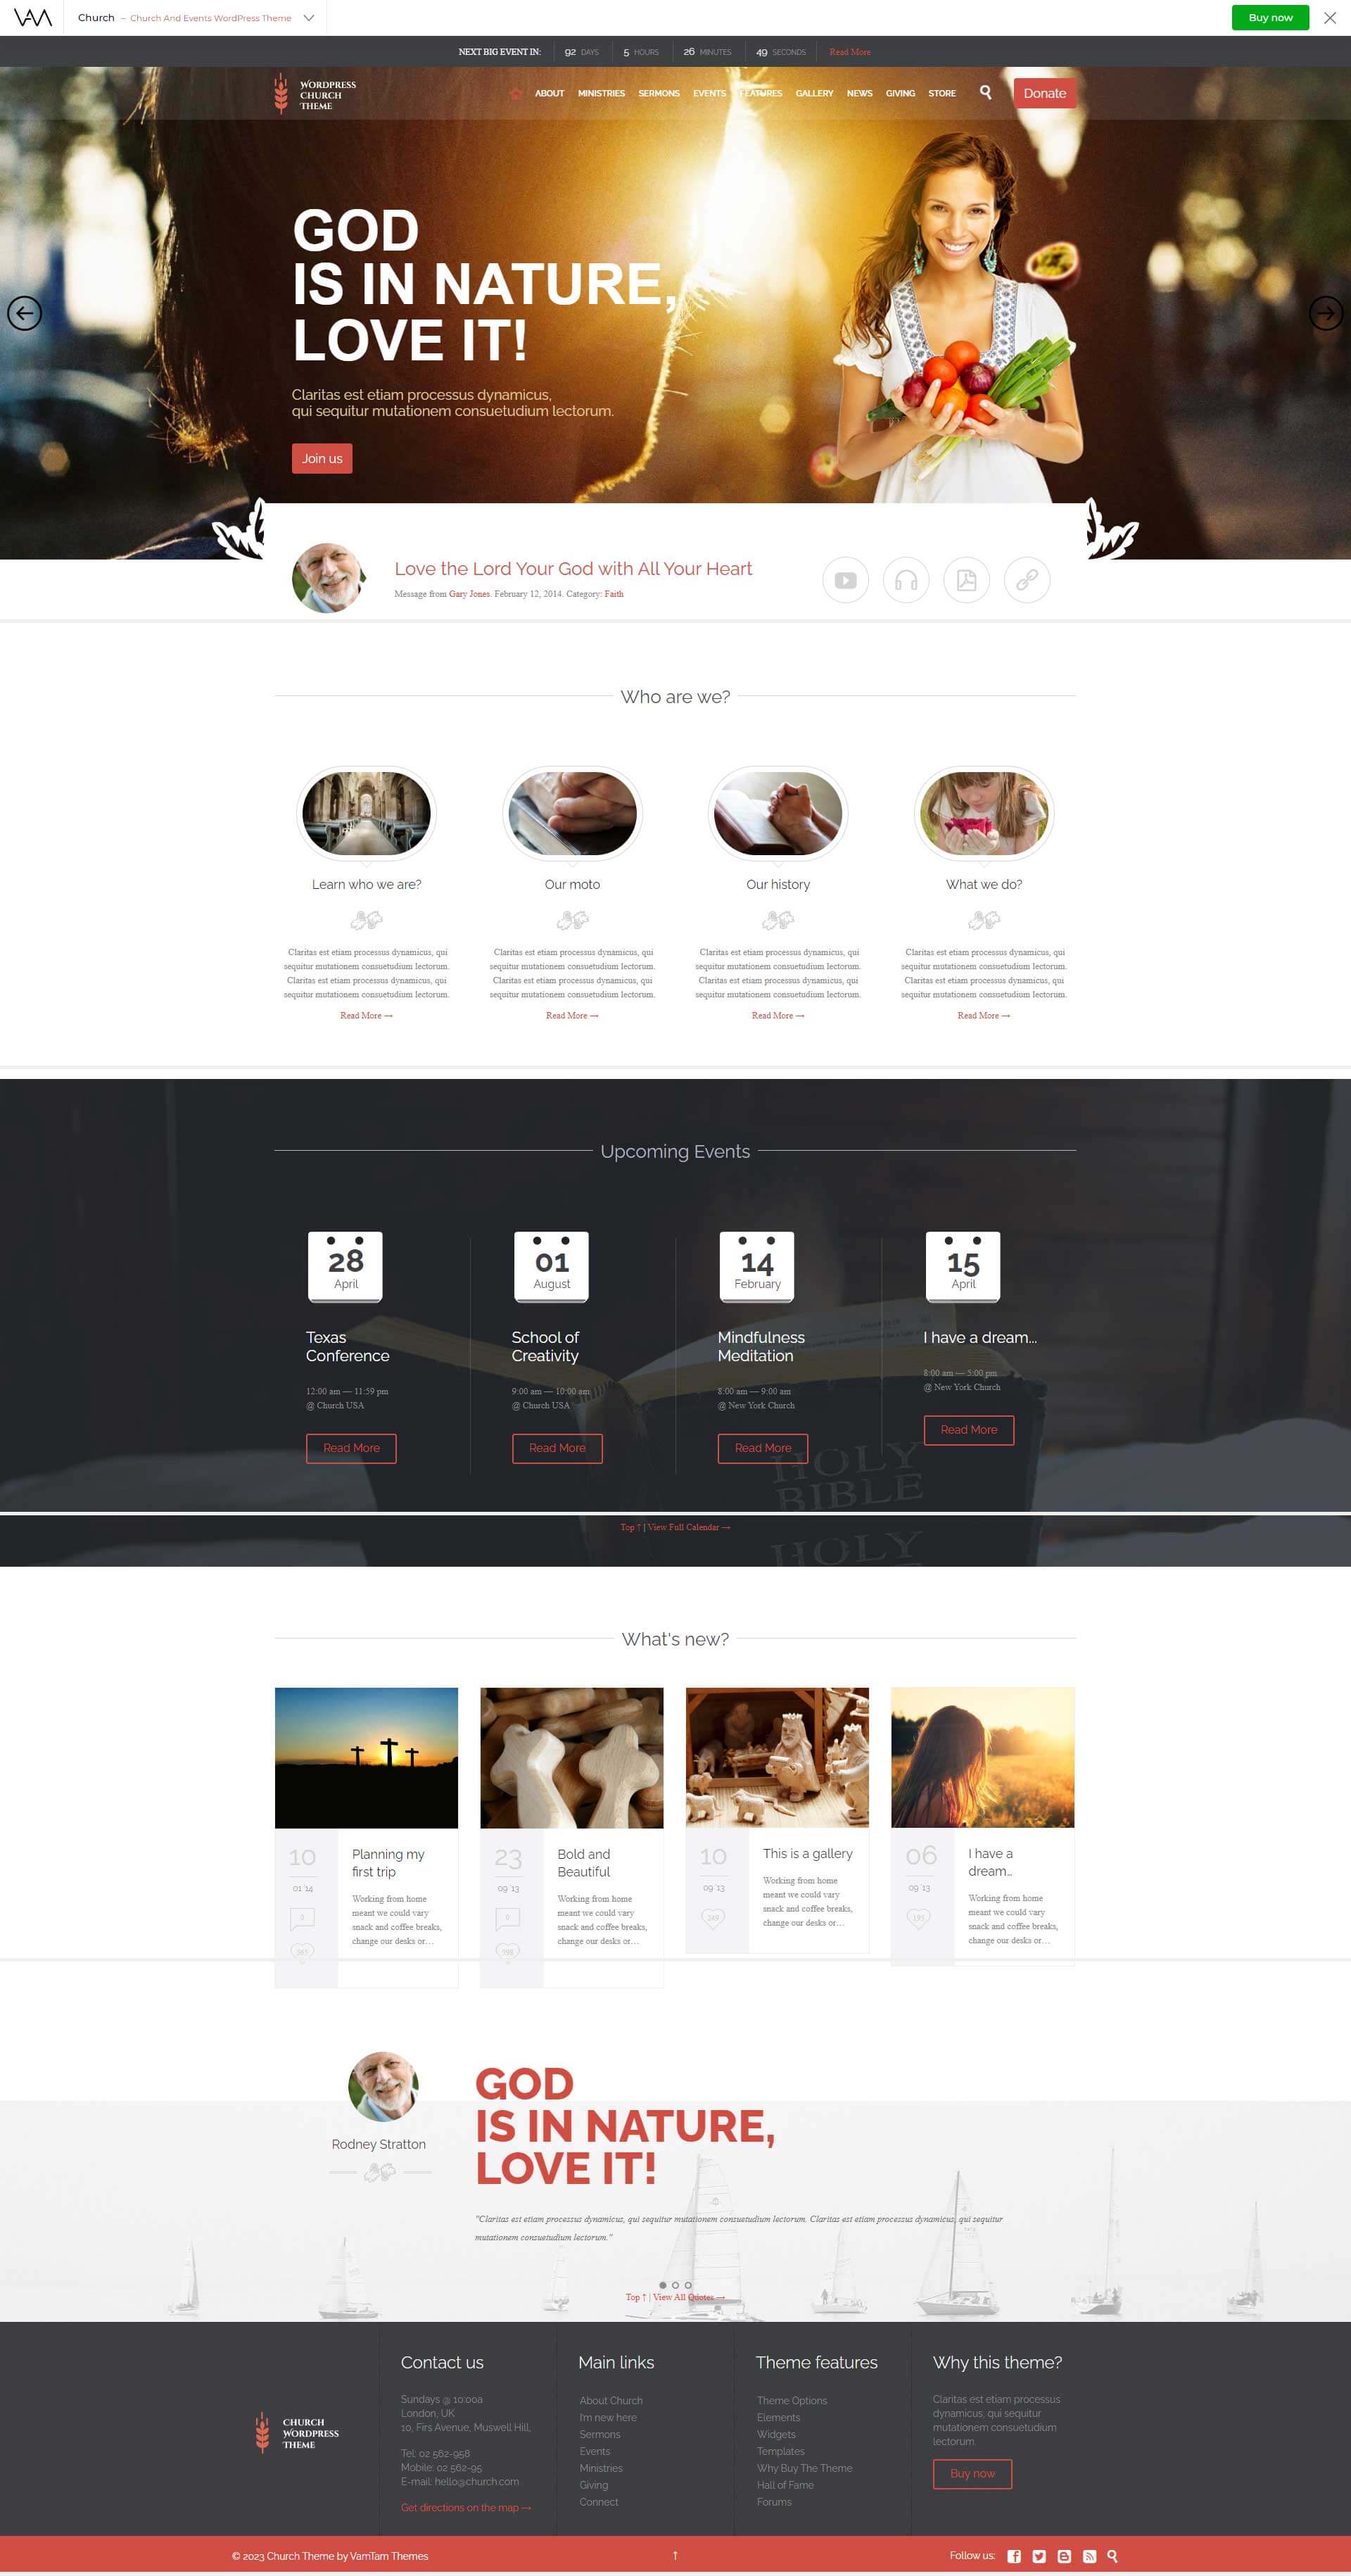 VAM
Church – Church And Events WordPress Theme
Buy now
NEXT BIG EVENT IN: 92 DAYS 5 HOURS 26 MINUTES 49 SECONDS Read More
WORDPRESS
CHURCH
THEME
ABOUT MINISTRIES SERMONS EVENTS FEATURES GALLERY NEWS GIVING STORE
Donate
GOD
IS IN NATURE,
LOVE IT!
Claritas est etiam processus dynamicus,
qui sequitur mutationem consuetudium lectorum.
Join us
Love the Lord Your God with All Your Heart
Message from Gary Jones. February 12, 2014. Category: Faith
Who are we?
Learn who we are?
Claritas est etiam processus dynamicus, qui
sequitur mutationem consuetudium lectorum.
Claritas est etiam processus dynamicus, qui
sequitur mutationem consuetudium lectorum.
Read More →
Our moto
Claritas est etiam processus dynamicus, qui
sequitur mutationem consuetudium lectorum.
Claritas est etiam processus dynamicus, qui
sequitur mutationem consuetudium lectorum.
Read More →
Our history
Claritas est etiam processus dynamicus, qui
sequitur mutationem consuetudium lectorum.
Claritas est etiam processus dynamicus, qui
sequitur mutationem consuetudium lectorum.
Read More →
What we do?
Claritas est etiam processus dynamicus, qui
sequitur mutationem consuetudium lectorum.
Claritas est etiam processus dynamicus, qui
sequitur mutationem consuetudium lectorum.
Read More →
Upcoming Events
28
April
Texas
Conference
12:00 am — 11:59 pm
@ Church USA
Read More
01
August
School of
Creativity
9:00 am — 10:00 am
@ Church USA
Read More
14
February
Mindfulness
Meditation
8:00 am — 9:00 am
@ New York Church
Read More
15
April
I have a dream...
8:00 am — 5:00 pm
@ New York Church
Read More
HOLY
BIBLE
Top ↑ | View Full Calendar →
HOLY
What's new?
10
01 '14
0
Planning my
first trip
Working from home
meant we could vary
snack and coffee breaks,
change our desks or…
23
09 '13
0
Bold and
Beautiful
Working from home
meant we could vary
snack and coffee breaks,
change our desks or…
10
09 '13
This is a gallery
Working from home
meant we could vary
snack and coffee breaks,
change our desks or…
06
09 '13
I have a
dream…
Working from home
meant we could vary
snack and coffee breaks,
change our desks or…
Rodney Stratton
GOD
IS IN NATURE,
LOVE IT!
"Claritas est etiam processus dynamicus, qui sequitur mutationem consuetudium lectorum. Claritas est etiam processus dynamicus, qui sequitur
mutationem consuetudium lectorum."
Top ↑ | View All Quotes →
CHURCH
WORDPRESS
THEME
Contact us
Sundays @ 10:00a
London, UK
10, Firs Avenue, Muswell Hill,
Tel: 02 562-958
Mobile: 02 562-95
E-mail: hello@church.com
Get directions on the map →
Main links
About Church
I'm new here
Sermons
Events
Ministries
Giving
Connect
Theme features
Theme Options
Elements
Widgets
Templates
Why Buy The Theme
Hall of Fame
Forums
Why this theme?
Claritas est etiam processus
dynamicus, qui sequitur
mutationem consuetudium
lectorum.
Buy now
© 2023 Church Theme by VamTam Themes
↑
Follow us: